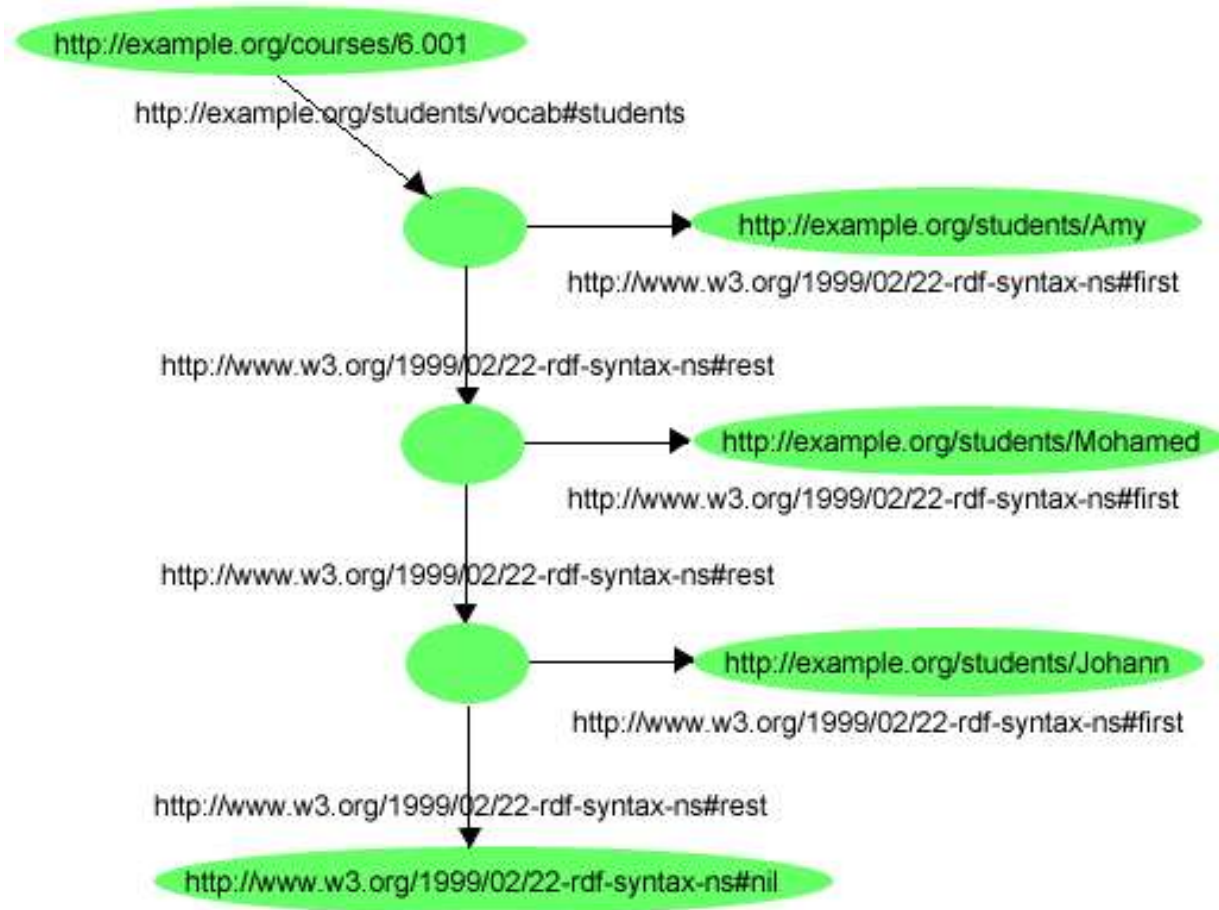 http://example.org/courses/6.001
http://example.org/students/vocab#students
http://example.org/students/Amy
http://www.w3.org/1999/02/22-rdf-syntax-ns#first
http://www.w3.org/1999/02/22-rdf-syntax-ns#rest
http://example.org/students/Mohamed
http://www.w3.org/1999/02/22-rdf-syntax-ns#first
http://www.w3.org/1999/02/22-rdf-syntax-ns#rest
http://example.org/students/Johann
http://www.w3.org/1999/02/22-rdf-syntax-ns#first
http://www.w3.org/1999/02/22-rdf-syntax-ns#rest
http://www.w3.org/1999/02/22-rdf-syntax-ns#nil